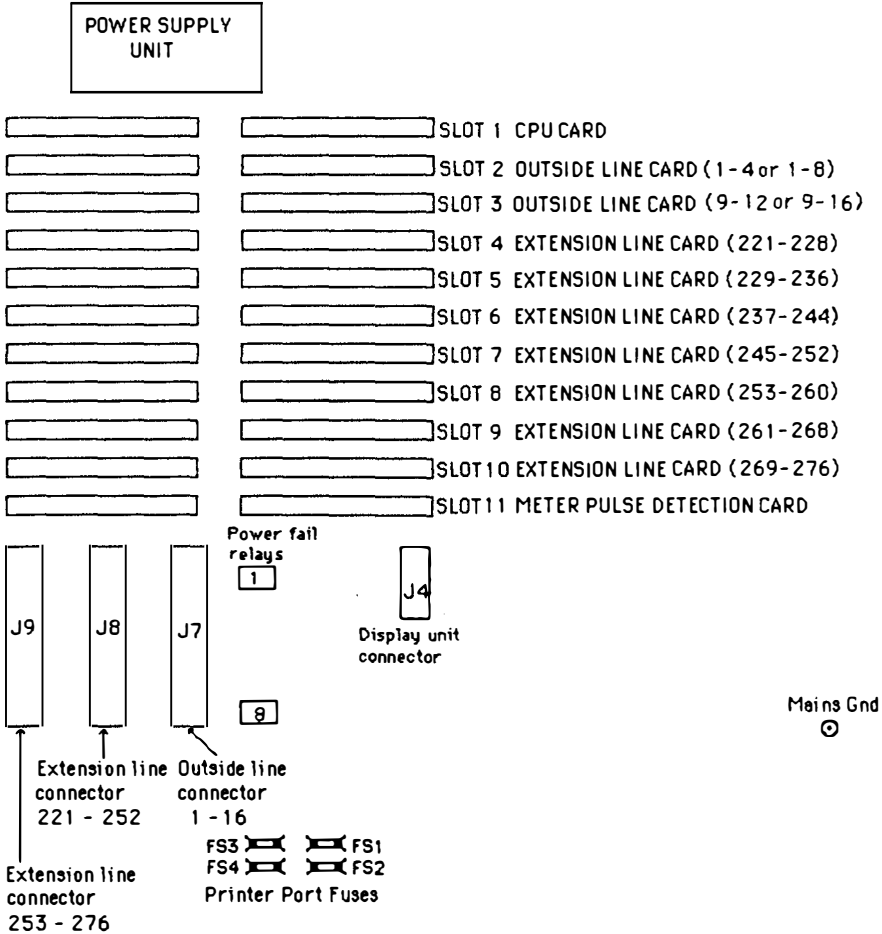 POWER SUPPLY
UNIT
SLOT 1 CPU CARD
SLOT 2 OUTSIDE LINE CARD (1-4 or 1-8)
SLOT 3 OUTSIDE LINE CARD (9-12 or 9-16)
SLOT 4 EXTENSION LINE CARD (221-228)
SLOT 5 EXTENSION LINE CARD (229-236)
SLOT 6 EXTENSION LINE CARD (237-244)
SLOT 7 EXTENSION LINE CARD (245-252)
SLOT 8 EXTENSION LINE CARD (253-260)
SLOT 9 EXTENSION LINE CARD (261-268)
SLOT10 EXTENSION LINE CARD (269-276)
SLOT11 METER PULSE DETECTION CARD
Power fail
relays
1
J4
J9
J8
J7
Display unit
connector
8
Mains Gnd
Extension line
connector
221 - 252
Outside line
connector
1 - 16
FS3
FS1
FS4
FS2
Printer Port Fuses
Extension line
connector
253 - 276